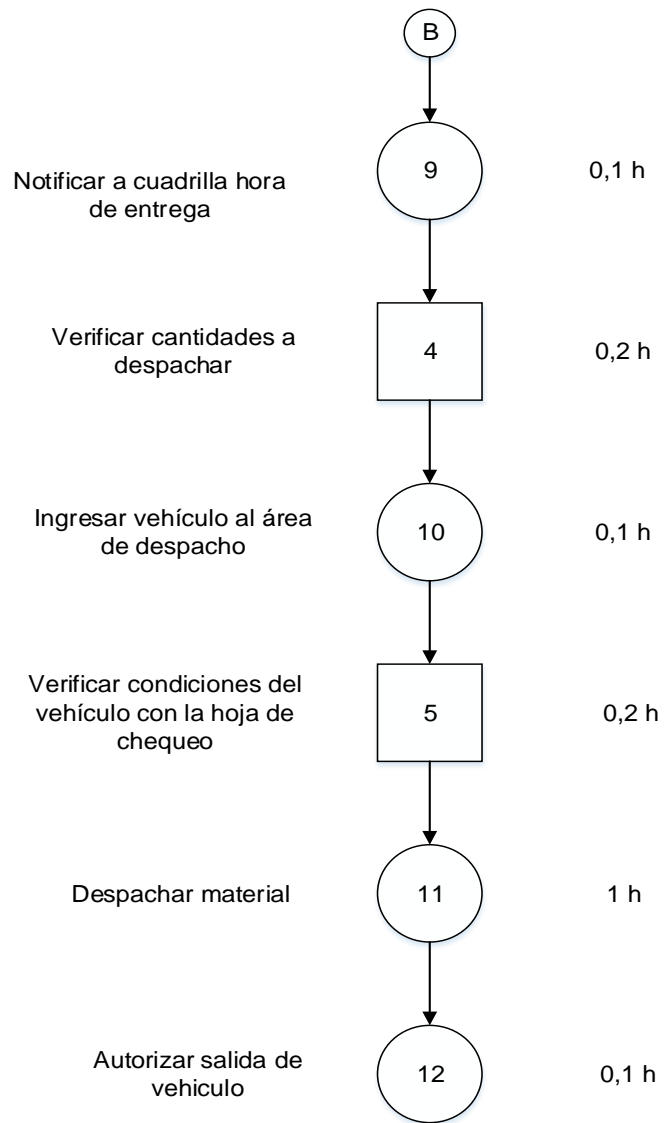 B
Notificar a cuadrilla hora
de entrega
9
0,1 h
Verificar cantidades a
despachar
4
0,2 h
Ingresar vehículo al área
de despacho
10
0,1 h
Verificar condiciones del
vehículo con la hoja de
chequeo
5
0,2 h
Despachar material
11
1 h
Autorizar salida de
vehiculo
12
0,1 h